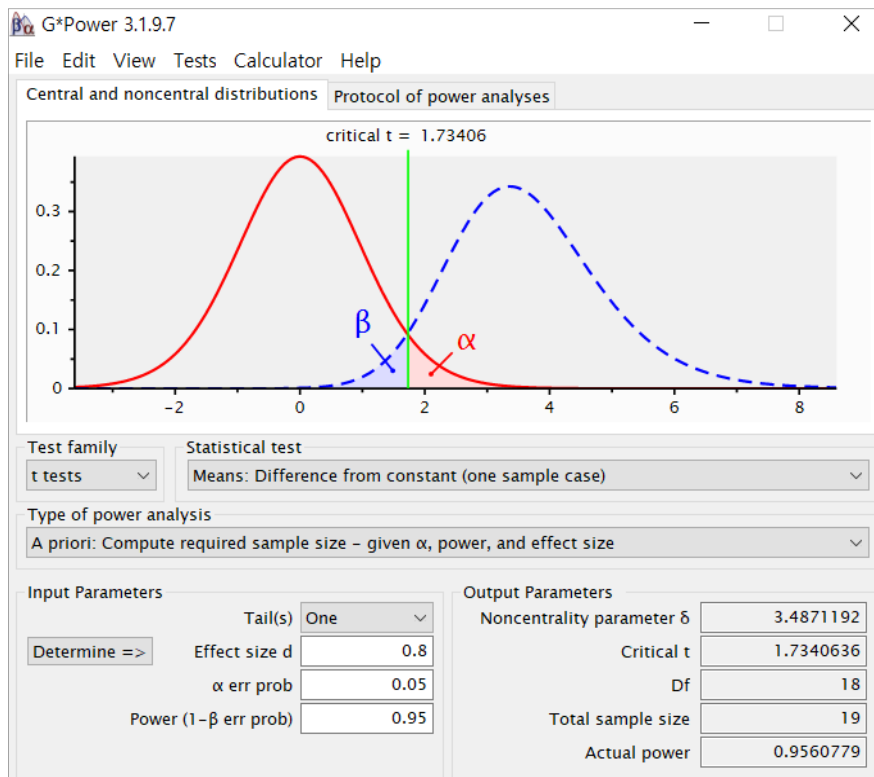 G*Power 3.1.9.7
File Edit View Tests Calculator Help
Central and noncentral distributions Protocol of power analyses
critical t = 1.73406
0.3
0.2
0.1
0
β
α
-2 0 2 4 6 8
Test family
t tests
Statistical test
Means: Difference from constant (one sample case)
Type of power analysis
A priori: Compute required sample size – given α, power, and effect size
Input Parameters
Tail(s) One
Determine => Effect size d 0.8
α err prob 0.05
Power (1-β err prob) 0.95
Output Parameters
Noncentrality parameter δ 3.4871192
Critical t 1.7340636
Df 18
Total sample size 19
Actual power 0.9560779